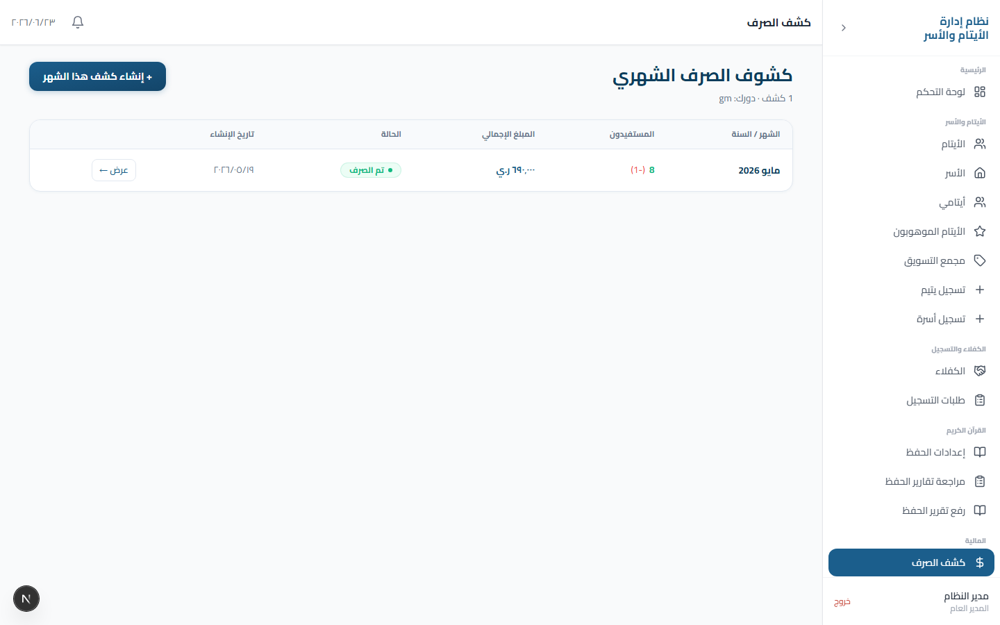 نظام إدارة
الأيتام والأسر
الرئيسية
لوحة التحكم
الأيتام والأسر
الأيتام
الأسر
أيتامي
الأيتام الموهوبون
مجمع التسويق
تسجيل يتيم
تسجيل أسرة
الكفلاء والتسجيل
الكفلاء
طلبات التسجيل
القرآن الكريم
إعدادات الحفظ
مراجعة تقارير الحفظ
رفع تقرير الحفظ
المالية
كشف الصرف
مدير النظام
المدير العام
خروج
كشف الصرف
٢٠٢٦/٠٦/٢٣
كشوف الصرف الشهري
1 كشف · دورك: gm
+ إنشاء كشف هذا الشهر
الشهر / السنة المستفيدون المبلغ الإجمالي الحالة تاريخ الإنشاء
مايو 2026 8 (-1) ٦٩٠,٠٠٠ ر.ي تم الصرف ٢٠٢٦/٠٥/١٩ عرض ←
N